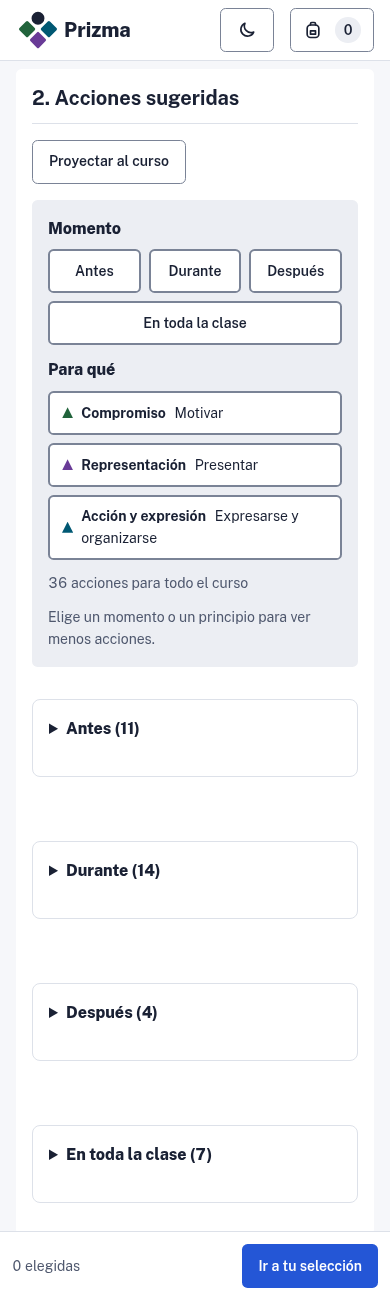 Prizma
0
2. Acciones sugeridas
Proyectar al curso
Momento
Antes
Durante
Después
En toda la clase
Para qué
Compromiso Motivar
Representación Presentar
Acción y expresión Expresarse y
organizarse
36 acciones para todo el curso
Elige un momento o un principio para ver
menos acciones.
Antes (11)
Durante (14)
Después (4)
En toda la clase (7)
0 elegidas
Ir a tu selección